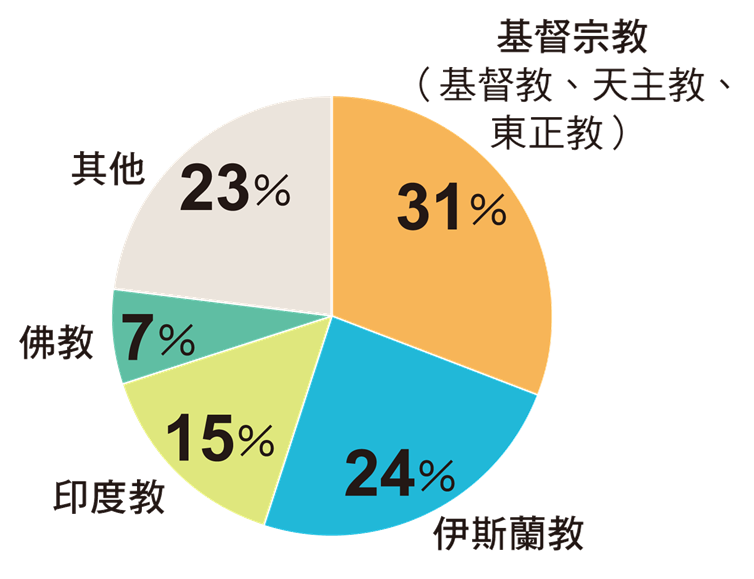 基督宗教
（基督教、天主教、
東正教）
31%
其他
23%
佛教
7%
印度教
15%
24%
伊斯蘭教